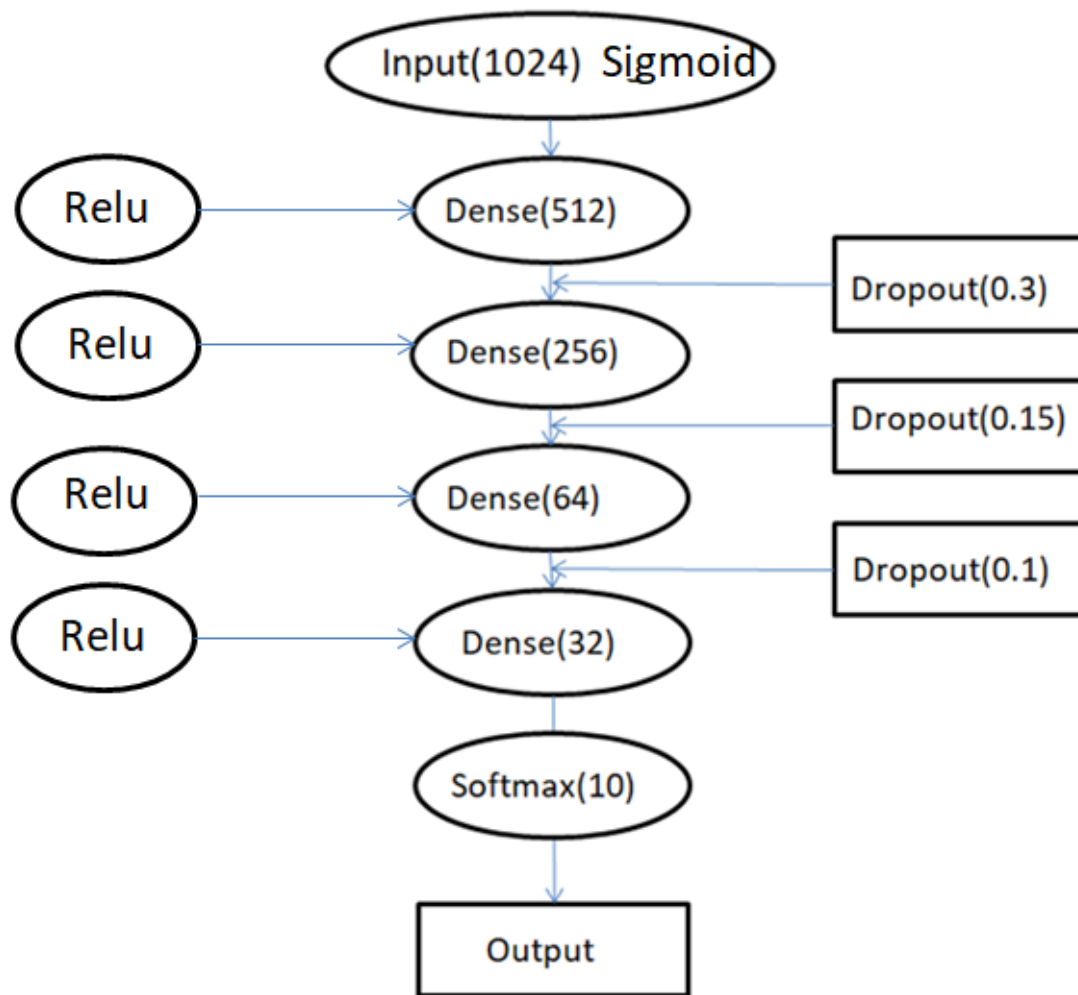 Input(1024) Sigmoid
Relu
Dense(512)
Dropout(0.3)
Relu
Dense(256)
Dropout(0.15)
Relu
Dense(64)
Dropout(0.1)
Relu
Dense(32)
Softmax(10)
Output